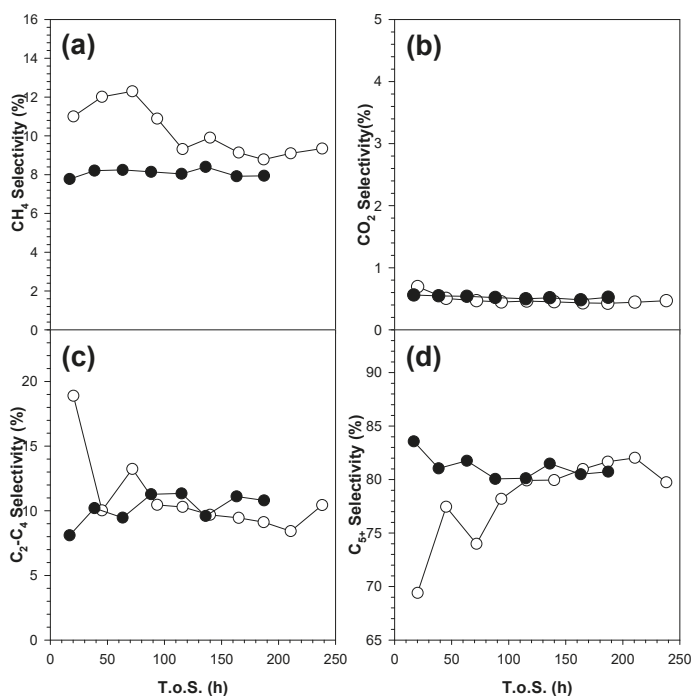 (a)
CH4 Selectivity (%)
16
14
12
10
8
6
4
2
0
(b)
CO2 Selectivity(%)
5
4
3
2
1
0
(c)
C2-C4 Selectivity (%)
20
15
10
5
0
0 50 100 150 200 250
T.o.S. (h)
(d)
C5+ Selectivity (%)
90
85
80
75
70
65
0 50 100 150 200 250
T.o.S. (h)